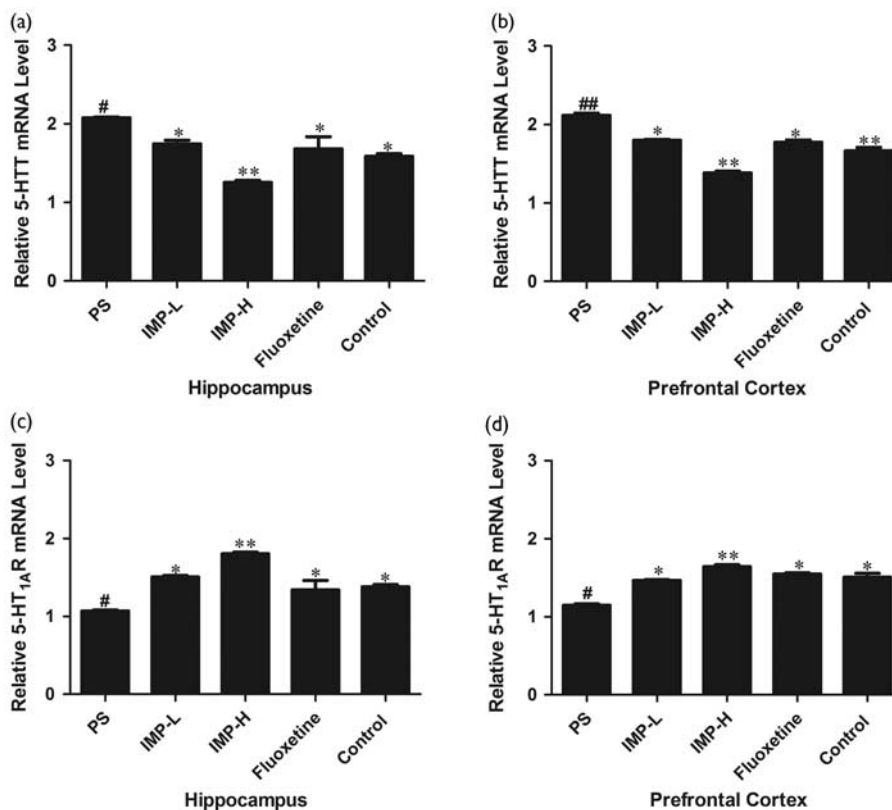 (a)
Relative 5-HTT mRNA Level
3
2
1
0
#
*
**
*
*
PS
IMP-L
IMP-H
Fluoxetine
Control
Hippocampus
(b)
Relative 5-HTT mRNA Level
3
2
1
0
##
*
**
*
**
PS
IMP-L
IMP-H
Fluoxetine
Control
Prefrontal Cortex
(c)
Relative 5-HT1AR mRNA Level
3
2
1
0
#
*
**
*
*
PS
IMP-L
IMP-H
Fluoxetine
Control
Hippocampus
(d)
Relative 5-HT1AR mRNA Level
3
2
1
0
#
*
**
*
*
PS
IMP-L
IMP-H
Fluoxetine
Control
Prefrontal Cortex